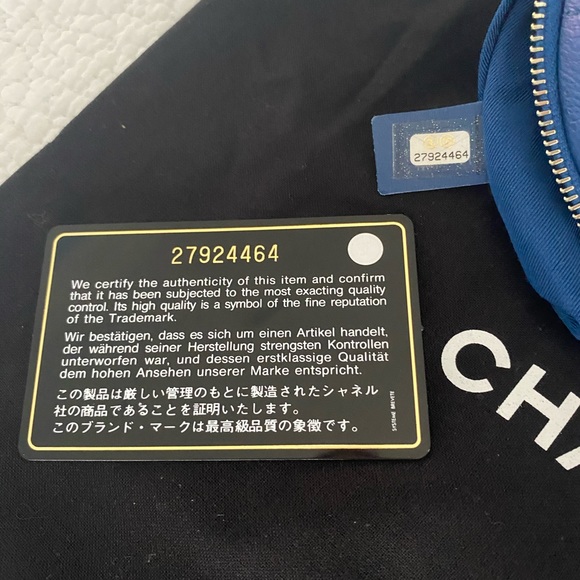 27924464
27924464
We certify the authenticity of this item and confirm
that it has been subjected to the most exacting quality
control. Its high quality is a symbol of the fine reputation
of the Trademark.
Wir bestätigen, dass es sich um einen Artikel handelt,
der während seiner Herstellung strengsten Kontrollen
unterworfen war, und dessen erstklassige Qualität
dem hohen Ansehen unserer Marke entspricht.
この製品は厳しい管理のもとに製造されたシャネル
社の商品であることを証明いたします。
このブランド・マークは最高級品質の象徴です。
SYSTEME BREVETE
CHA